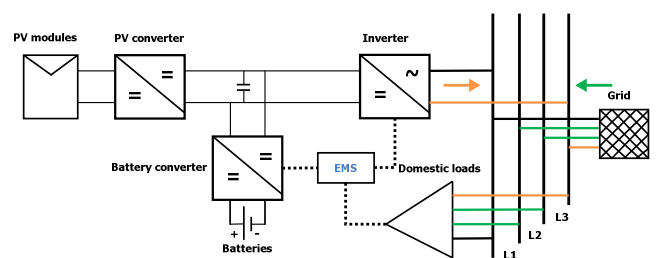 PV modules
PV converter
Inverter
Grid
Battery converter
EMS
Domestic loads
L3
L2
L1
+
-
Batteries